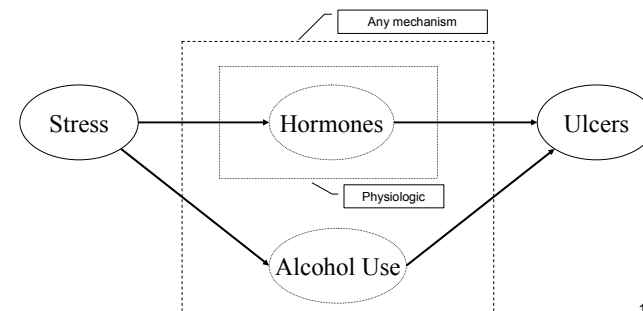 Any mechanism
Stress
Hormones
Ulcers
Physiologic
Alcohol Use
1